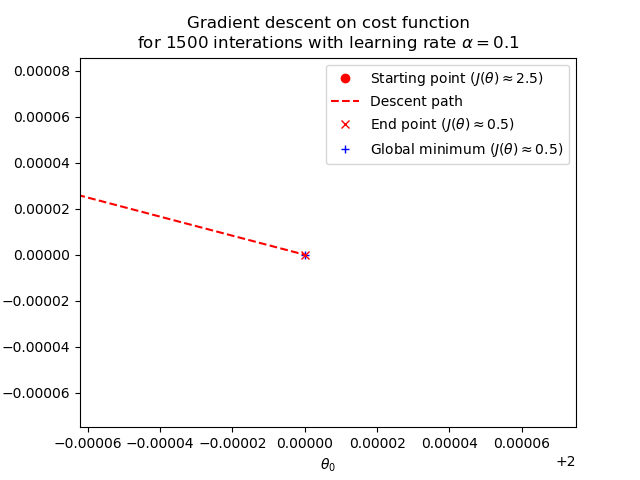 Gradient descent on cost function
for 1500 interations with learning rate α = 0.1
Starting point (J(θ) ≈ 2.5)
Descent path
End point (J(θ) ≈ 0.5)
Global minimum (J(θ) ≈ 0.5)
0.00008
0.00006
0.00004
0.00002
0.00000
−0.00002
−0.00004
−0.00006
−0.00006 −0.00004 −0.00002 0.00000 0.00002 0.00004 0.00006
θ₀
+2